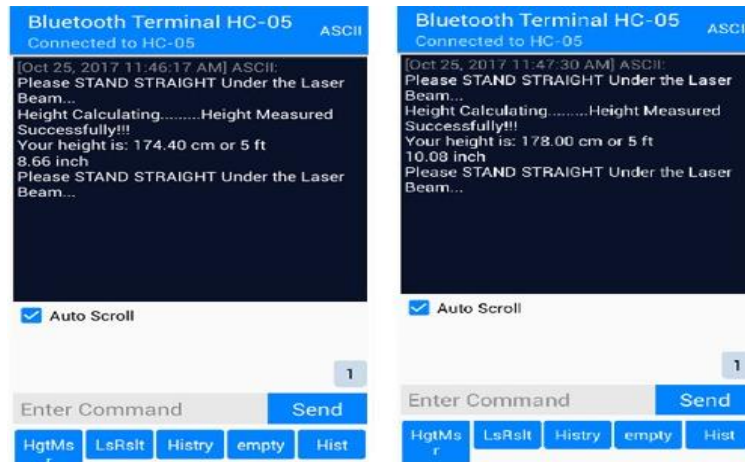 Bluetooth Terminal HC-05
Connected to HC-05
ASCII
[Oct 25, 2017 11:46:17 AM] ASCII:
Please STAND STRAIGHT Under the Laser
Beam...
Height Calculating.........Height Measured
Successfully!!!
Your height is: 174.40 cm or 5 ft
8.66 inch
Please STAND STRAIGHT Under the Laser
Beam...
Auto Scroll
1
Enter Command
Send
HgtMs
r
LsRslt
Histry
empty
Hist
Bluetooth Terminal HC-05
Connected to HC-05
ASCI
[Oct 25, 2017 11:47:30 AM] ASCII:
Please STAND STRAIGHT Under the Laser
Beam...
Height Calculating.........Height Measured
Successfully!!!
Your height is: 178.00 cm or 5 ft
10.08 inch
Please STAND STRAIGHT Under the Laser
Beam...
Auto Scroll
1
Enter Command
Send
HgtMs
r
LsRslt
Histry
empty
Hist